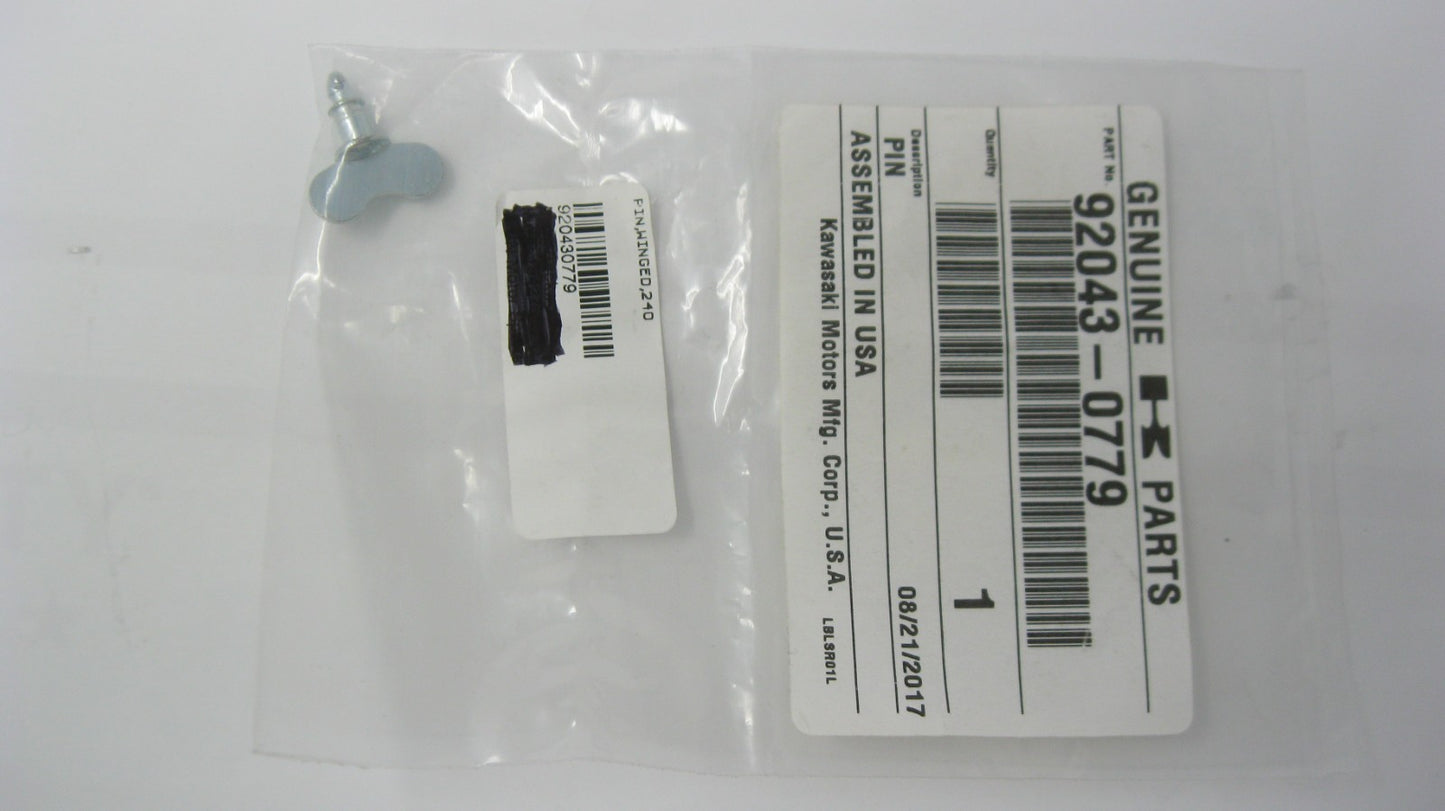 GENUINE PARTS
PART No. 92043-0779
Quantity 1
Description
PIN 08/21/2017
ASSEMBLED IN USA
Kawasaki Motors Mfg. Corp., U.S.A. LBLSR01L
PIN,WINGED,240
920430779